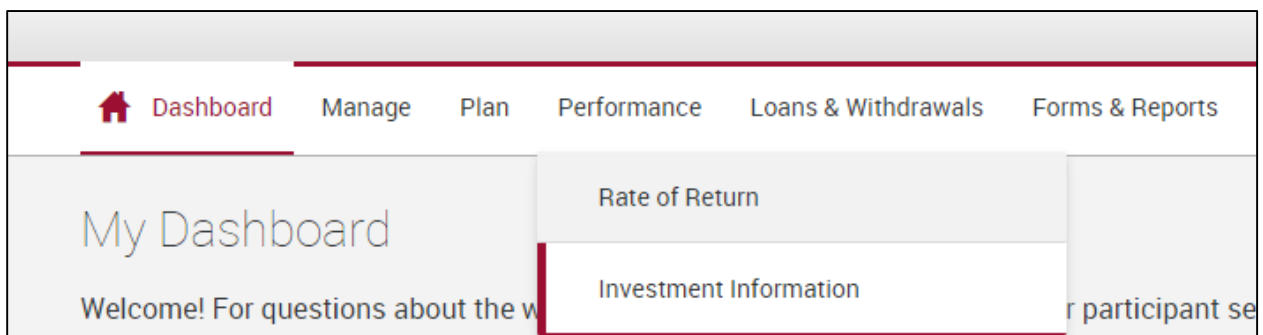 Dashboard Manage Plan Performance Loans & Withdrawals Forms & Reports
Rate of Return
My Dashboard
Investment Information
Welcome! For questions about the participant se